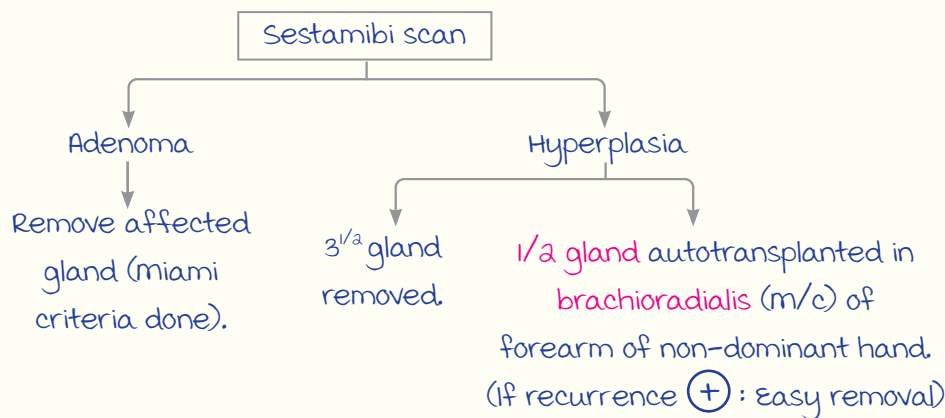 Sestamibi scan
Adenoma
Hyperplasia
Remove affected
gland (miami
criteria done).
3^1/2 gland
removed.
1/2 gland autotransplanted in
brachioradialis (m/c) of
forearm of non-dominant hand.
(If recurrence + : Easy removal)